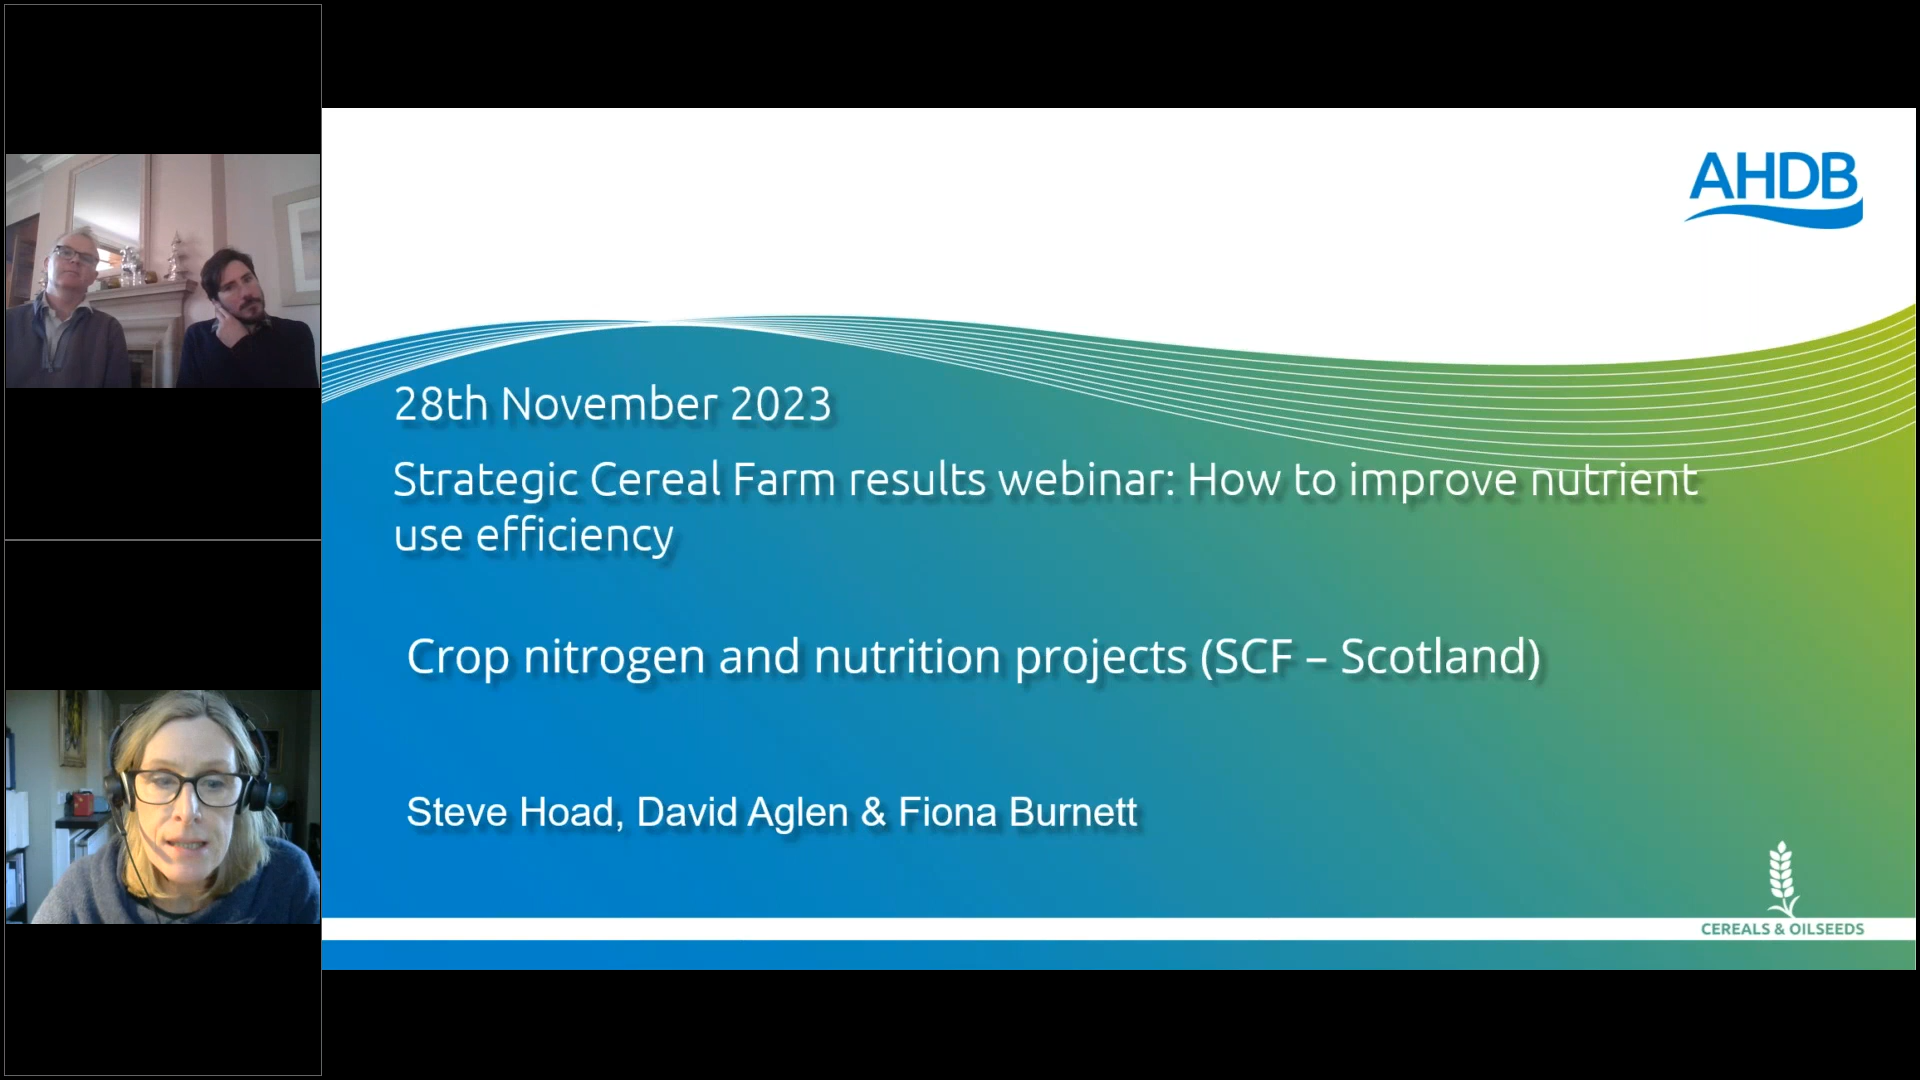 AHDB
28th November 2023
Strategic Cereal Farm results webinar: How to improve nutrient
use efficiency
Crop nitrogen and nutrition projects (SCF – Scotland)
Steve Hoad, David Aglen & Fiona Burnett
CEREALS & OILSEEDS